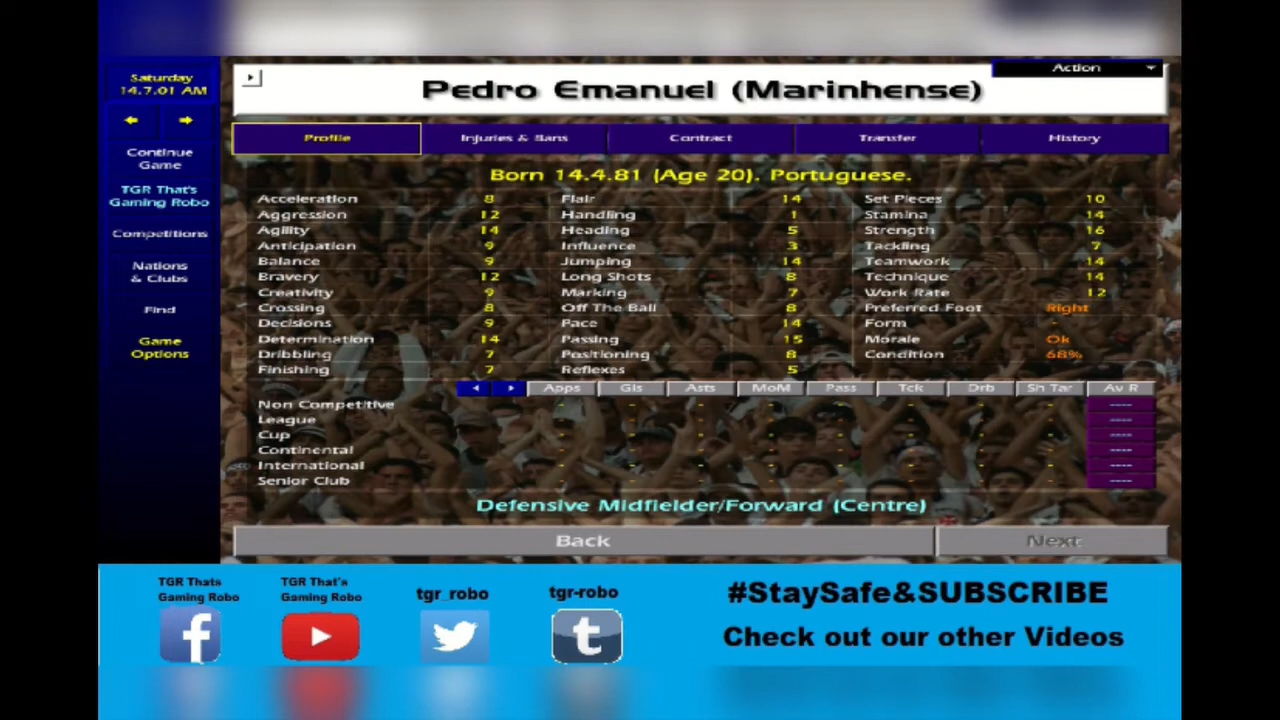 Saturday
14.7.01 AM
Continue
Game
TGR That's
Gaming Robo
Competitions
Nations
& Clubs
Find
Game
Options
Action
Pedro Emanuel (Marinhense)
Profile Injuries & Bans Contract Transfer History
Born 14.4.81 (Age 20). Portuguese.
Acceleration 8 Flair 14 Set Pieces 10
Aggression 12 Handling 1 Stamina 14
Agility 14 Heading 5 Strength 16
Anticipation 9 Influence 3 Tackling 7
Balance 9 Jumping 14 Teamwork 14
Bravery 12 Long Shots 8 Technique 14
Creativity 9 Marking 7 Work Rate 12
Crossing 8 Off The Ball 8 Preferred Foot Right
Decisions 9 Pace 14 Form -
Determination 14 Passing 15 Morale Ok
Dribbling 7 Positioning 8 Condition 68%
Finishing 7 Reflexes 5
Apps Gls Asts MoM Pass Tck Drb Sh Tar Av R
Non Competitive - - - - - - - - ----
League - - - - - - - - ----
Cup - - - - - - - - ----
Continental - - - - - - - - ----
International - - - - - - - - ----
Senior Club - - - - - - - - ----
Defensive Midfielder/Forward (Centre)
Back Next
TGR Thats
Gaming Robo
TGR That's
Gaming Robo
tgr_robo
tgr-robo
#StaySafe&SUBSCRIBE
Check out our other Videos